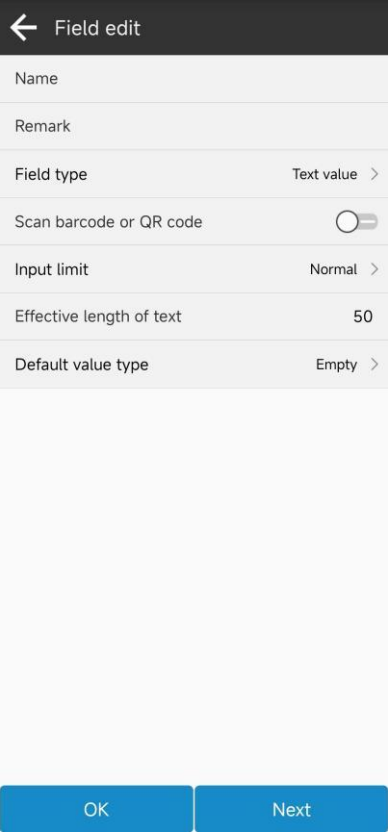 Field edit
Name
Remark
Field type Text value
Scan barcode or QR code
Input limit Normal
Effective length of text 50
Default value type Empty
OK Next